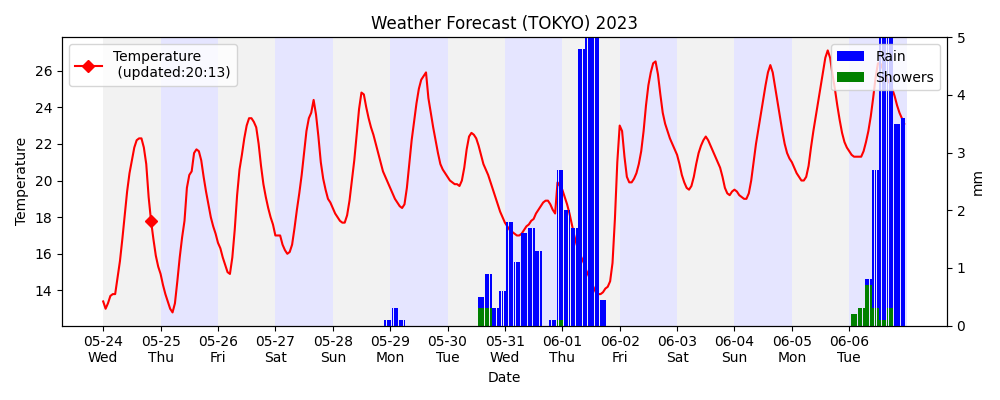 Weather Forecast (TOKYO) 2023
Temperature
(updated:20:13)
Rain
Showers
Temperature
26
24
22
20
18
16
14
5
4
3
2
1
0
mm
05-24 05-25 05-26 05-27 05-28 05-29 05-30 05-31 06-01 06-02 06-03 06-04 06-05 06-06
Wed Thu Fri Sat Sun Mon Tue Wed Thu Fri Sat Sun Mon Tue
Date